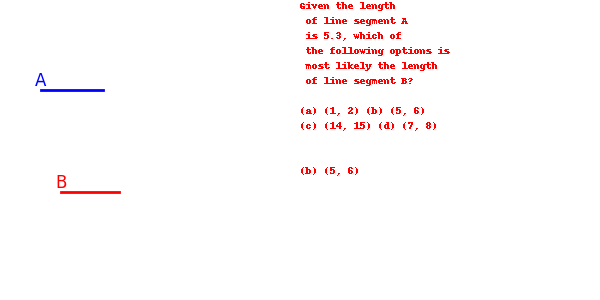 Given the length
of line segment A
is 5.3, which of
the following options is
most likely the length
of line segment B?
(a) (1, 2) (b) (5, 6)
(c) (14, 15) (d) (7, 8)
(b) (5, 6)
A
B